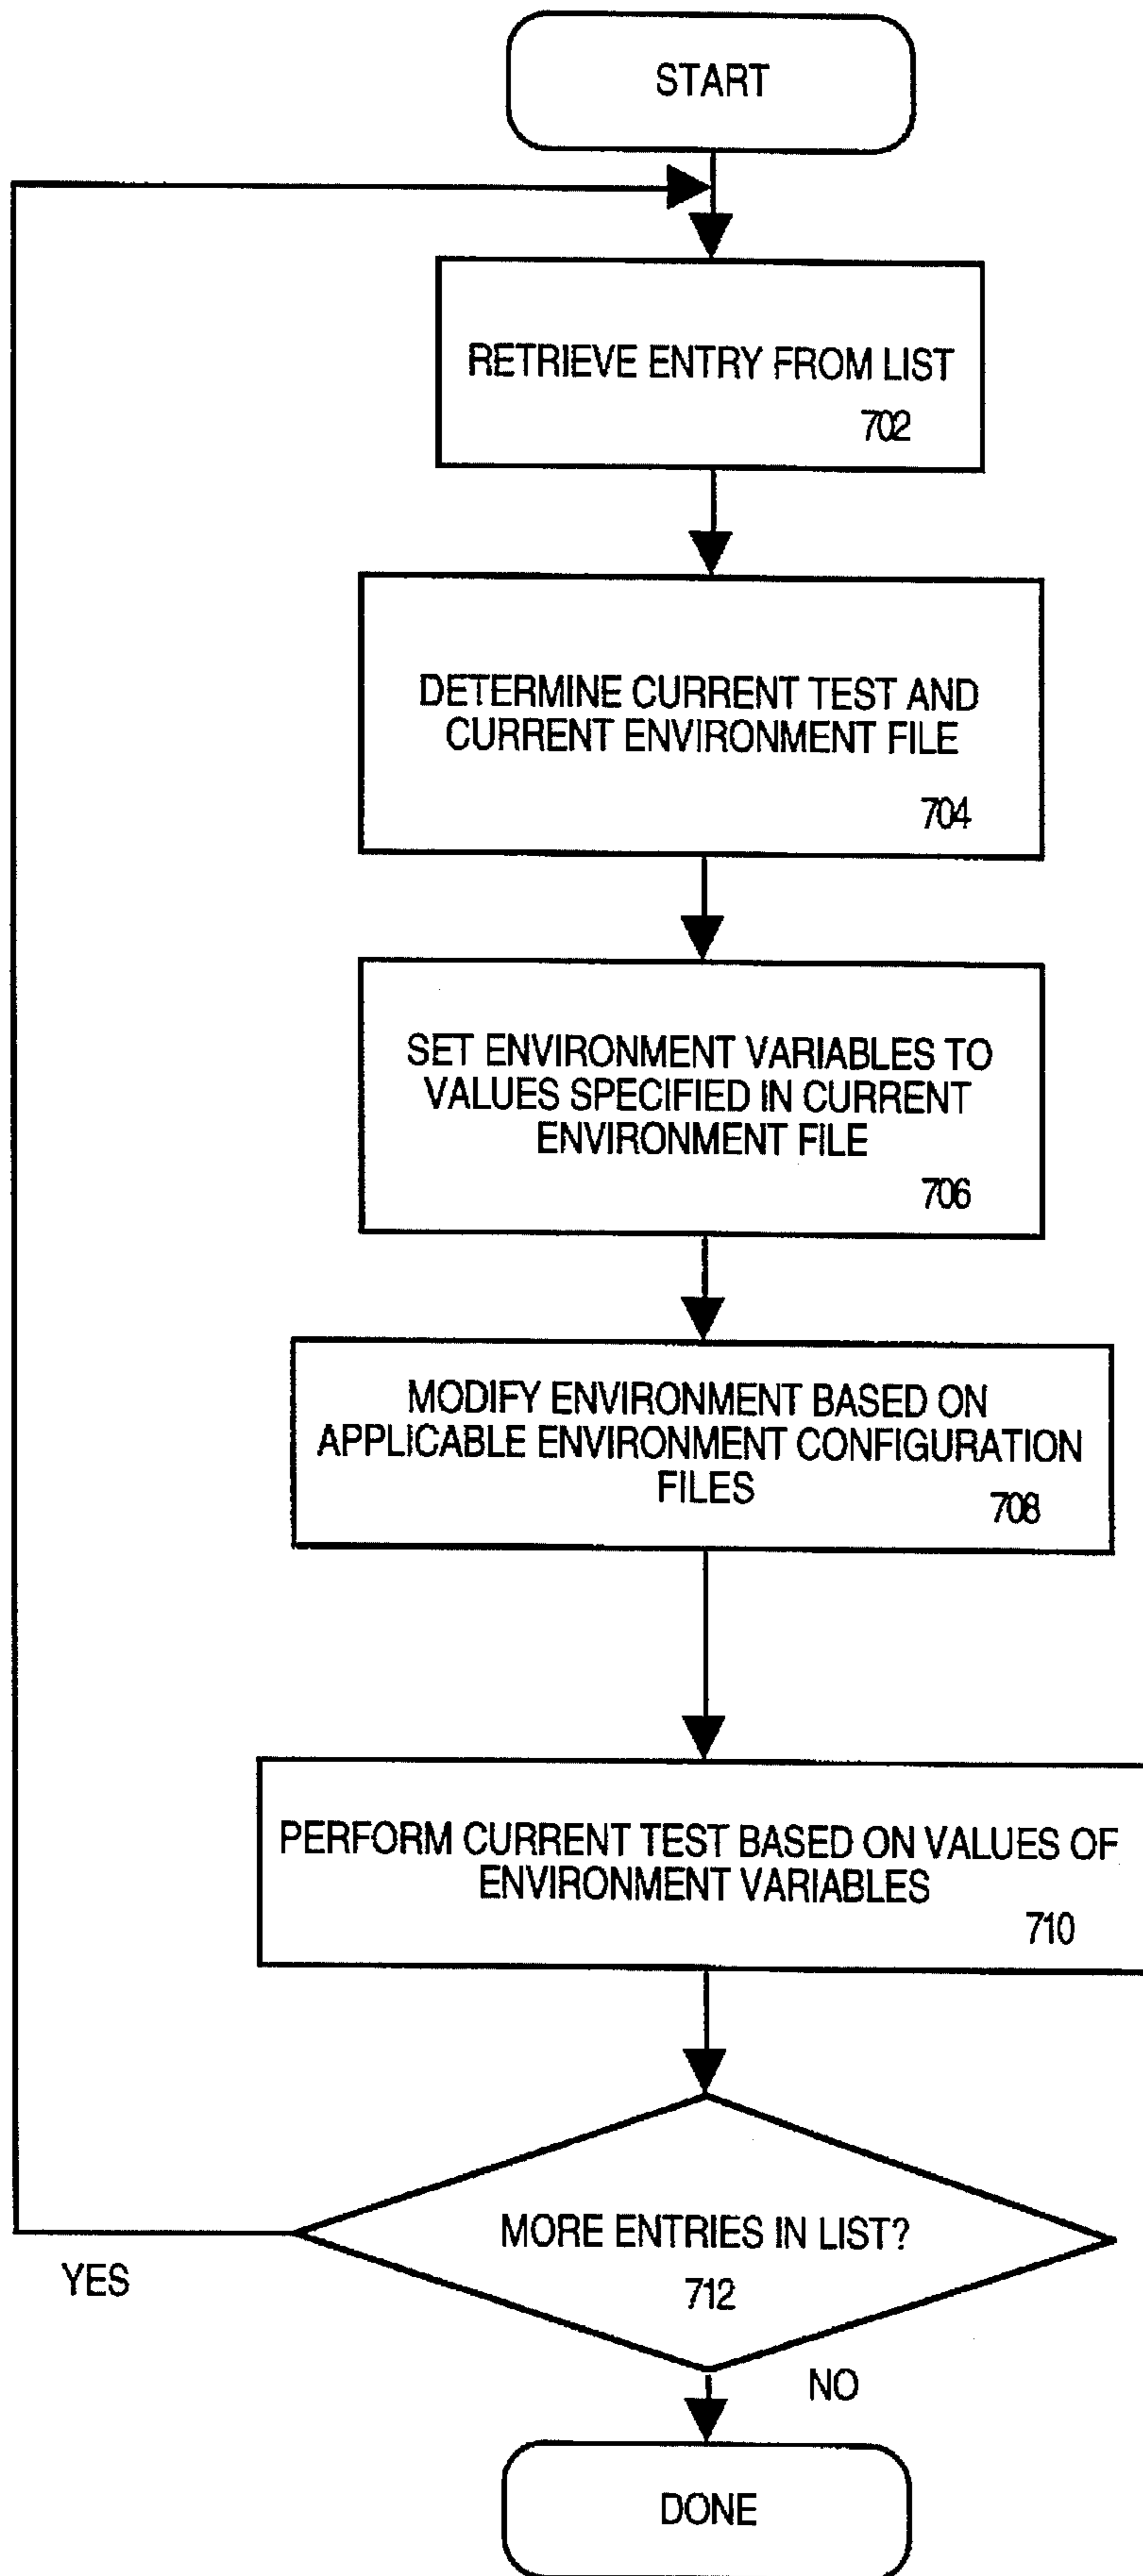 START
RETRIEVE ENTRY FROM LIST
702
DETERMINE CURRENT TEST AND
CURRENT ENVIRONMENT FILE
704
SET ENVIRONMENT VARIABLES TO
VALUES SPECIFIED IN CURRENT
ENVIRONMENT FILE
706
MODIFY ENVIRONMENT BASED ON
APPLICABLE ENVIRONMENT CONFIGURATION
FILES
708
PERFORM CURRENT TEST BASED ON VALUES OF
ENVIRONMENT VARIABLES
710
MORE ENTRIES IN LIST?
712
YES
NO
DONE